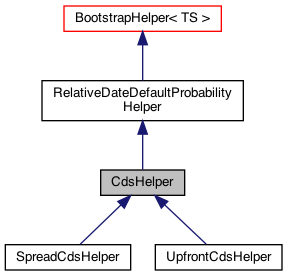 BootstrapHelper< TS >
RelativeDateDefaultProbability
Helper
CdsHelper
SpreadCdsHelper
UpfrontCdsHelper